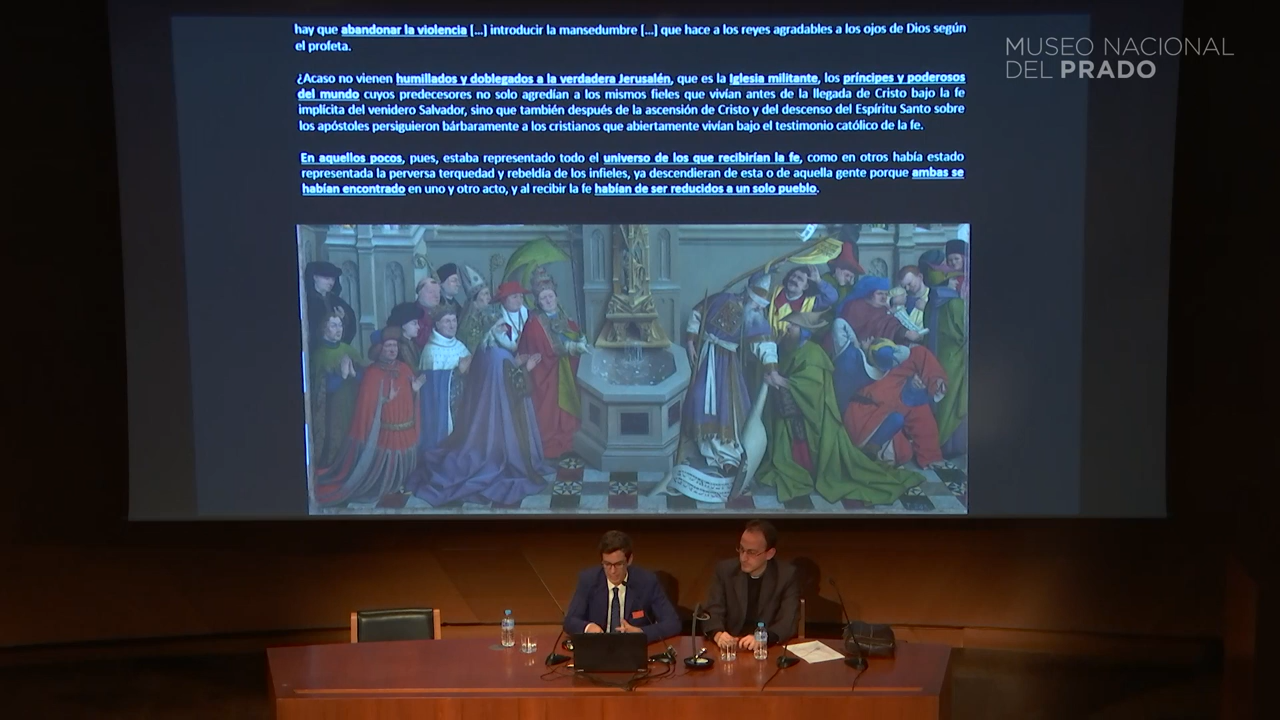 hay que abandonar la violencia [...] introducir la mansedumbre [...] que hace a los reyes agradables a los ojos de Dios según
el profeta.
¿Acaso no vienen humillados y doblegados a la verdadera Jerusalén, que es la Iglesia militante, los príncipes y poderosos
del mundo cuyos predecesores no solo agredían a los mismos fieles que vivían antes de la llegada de Cristo bajo la fe
implícita del venidero Salvador, sino que también después de la ascensión de Cristo y del descenso del Espíritu Santo sobre
los apóstoles persiguieron bárbaramente a los cristianos que abiertamente vivían bajo el testimonio católico de la fe.
En aquellos pocos, pues, estaba representado todo el universo de los que recibirían la fe, como en otros había estado
representada la perversa terquedad y rebeldía de los infieles, ya descendieran de esta o de aquella gente porque ambas se
habían encontrado en uno y otro acto, y al recibir la fe habían de ser reducidos a un solo pueblo.
MUSEO NACIONAL
DEL PRADO